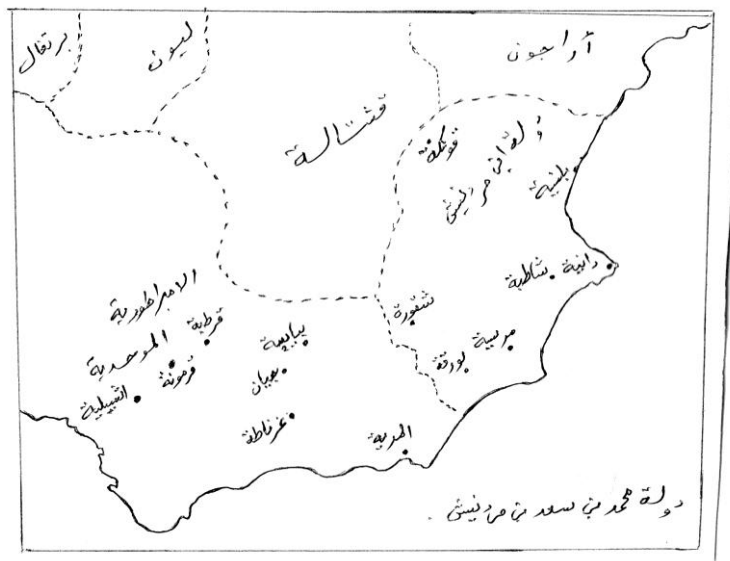 برتغال
ليون
أراجون
قشتالة
قونكة
دولة ابن مردنيش
بلنسية
دانية
شاطبة
شقورة
مرسية
لورقة
الامبراطورية
الموحدية
قرطبة
قرمونة
اشبيلية
بياسة
جيان
غرناطة
المرية
دولة محمد بن سعد بن مردنيش.